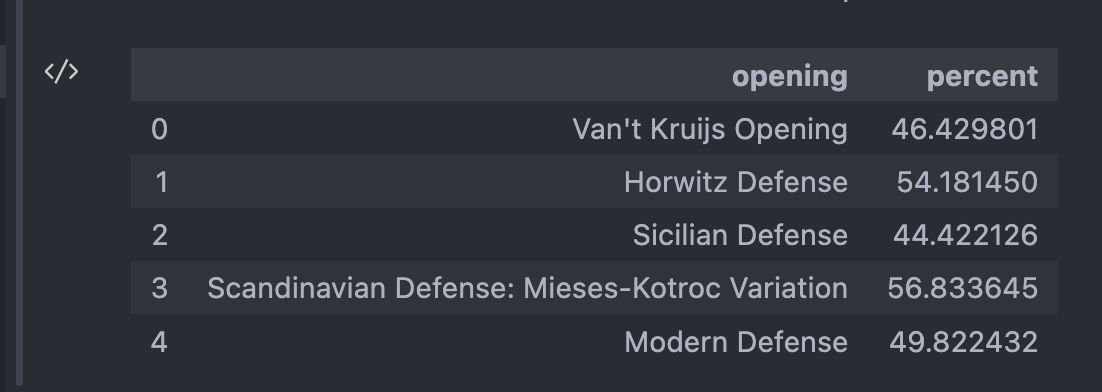 </>
opening percent
0 Van't Kruijs Opening 46.429801
1 Horwitz Defense 54.181450
2 Sicilian Defense 44.422126
3 Scandinavian Defense: Mieses-Kotroc Variation 56.833645
4 Modern Defense 49.822432